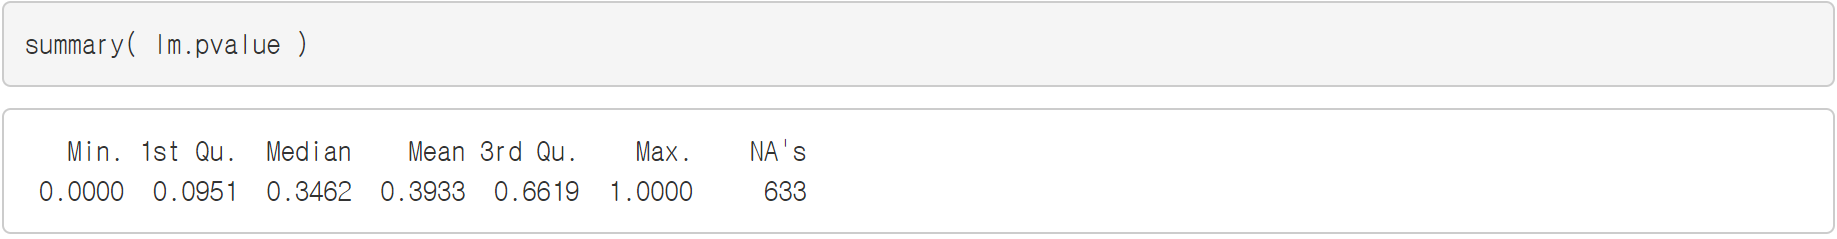 summary( lm.pvalue )
Min. 1st Qu. Median Mean 3rd Qu. Max. NA's
0.0000 0.0951 0.3462 0.3933 0.6619 1.0000 633